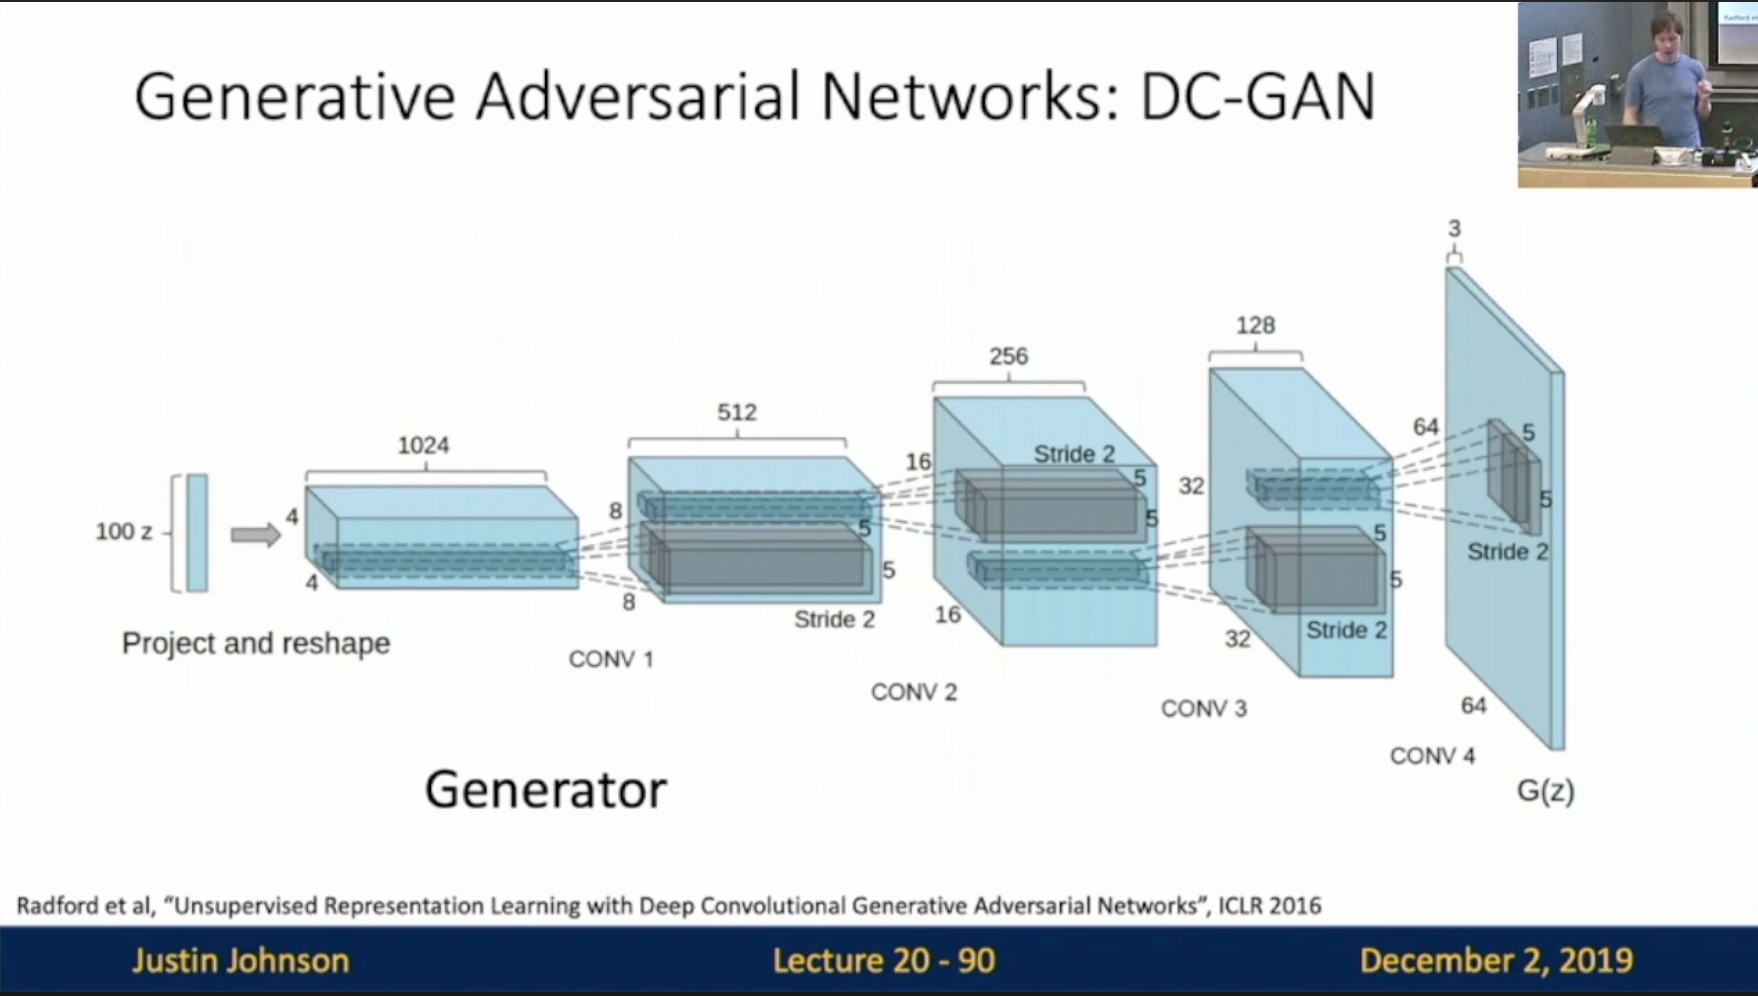 Generative Adversarial Networks: DC-GAN
3
128
256
512
1024
64
5
5
Stride 2
16
Stride 2
5
5
32
8
5
5
4
100 z
4
8
Stride 2
16
5
5
32
Stride 2
64
Project and reshape
CONV 1
CONV 2
CONV 3
CONV 4
Generator
G(z)
Radford et al, “Unsupervised Representation Learning with Deep Convolutional Generative Adversarial Networks”, ICLR 2016
Justin Johnson
Lecture 20 - 90
December 2, 2019